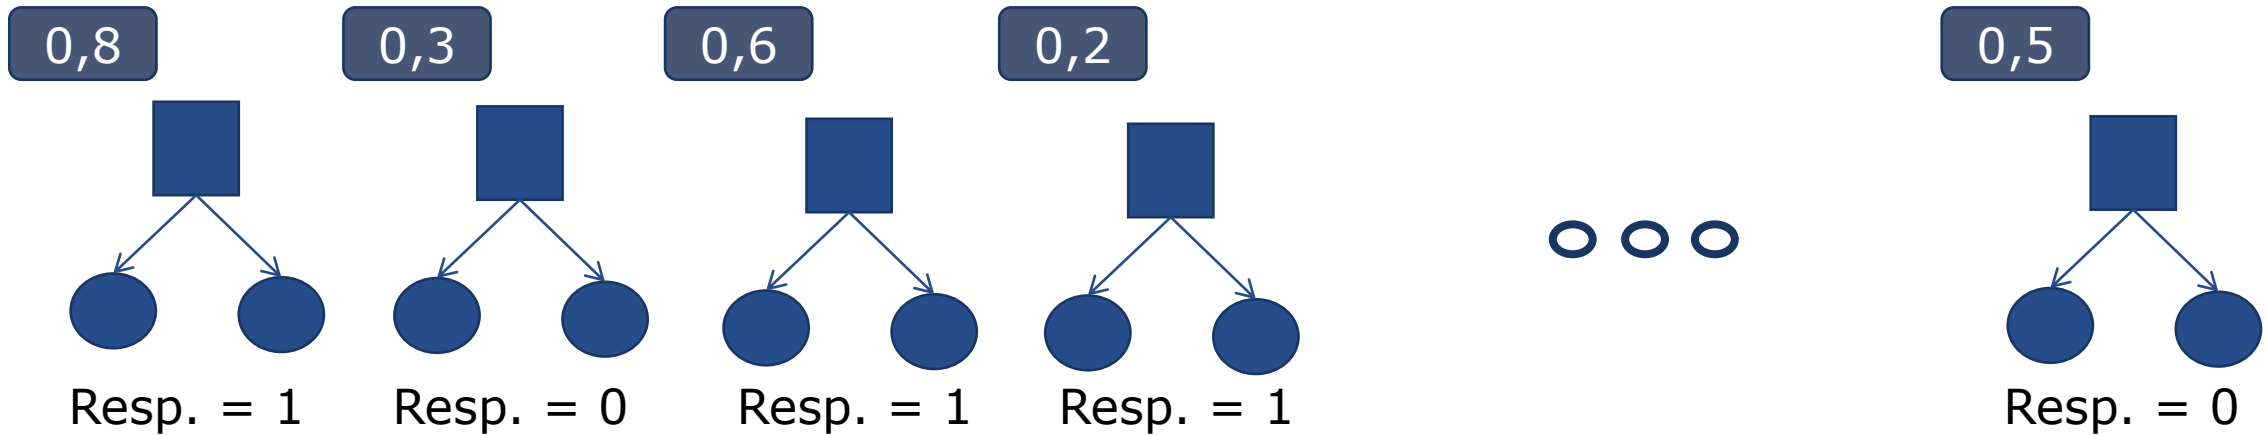 0,8
0,3
0,6
0,2
0,5
Resp. = 1
Resp. = 0
Resp. = 1
Resp. = 1
Resp. = 0